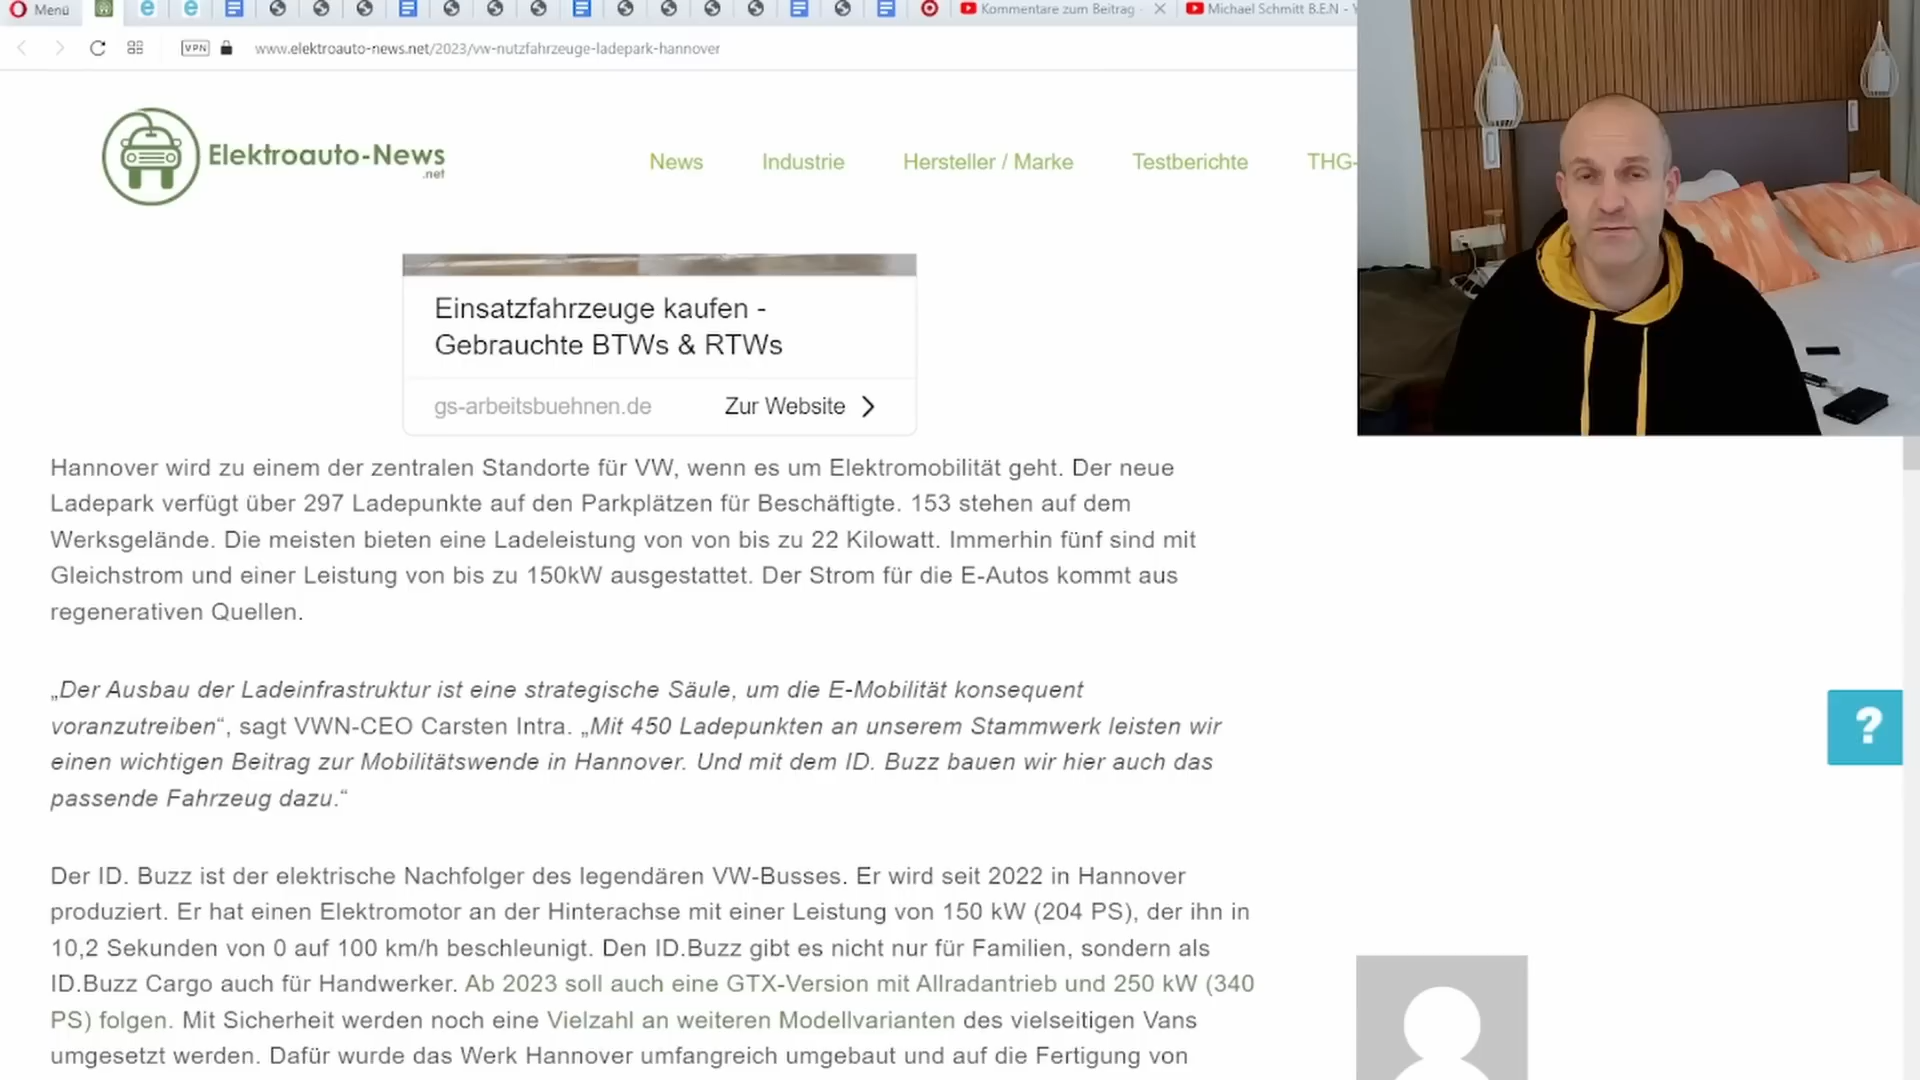 Menü
Kommentare zum Beitrag
Michael Schmitt B.E.N - Y
VPN
www.elektroauto-news.net/2023/vw-nutzfahrzeuge-ladepark-hannover
Elektroauto-News
.net
News
Industrie
Hersteller / Marke
Testberichte
THG-
Einsatzfahrzeuge kaufen -
Gebrauchte BTWs & RTWs
gs-arbeitsbuehnen.de
Zur Website
Hannover wird zu einem der zentralen Standorte für VW, wenn es um Elektromobilität geht. Der neue
Ladepark verfügt über 297 Ladepunkte auf den Parkplätzen für Beschäftigte. 153 stehen auf dem
Werksgelände. Die meisten bieten eine Ladeleistung von von bis zu 22 Kilowatt. Immerhin fünf sind mit
Gleichstrom und einer Leistung von bis zu 150kW ausgestattet. Der Strom für die E-Autos kommt aus
regenerativen Quellen.
„Der Ausbau der Ladeinfrastruktur ist eine strategische Säule, um die E-Mobilität konsequent
voranzutreiben“, sagt VWN-CEO Carsten Intra. „Mit 450 Ladepunkten an unserem Stammwerk leisten wir
einen wichtigen Beitrag zur Mobilitätswende in Hannover. Und mit dem ID. Buzz bauen wir hier auch das
passende Fahrzeug dazu.“
?
Der ID. Buzz ist der elektrische Nachfolger des legendären VW-Busses. Er wird seit 2022 in Hannover
produziert. Er hat einen Elektromotor an der Hinterachse mit einer Leistung von 150 kW (204 PS), der ihn in
10,2 Sekunden von 0 auf 100 km/h beschleunigt. Den ID.Buzz gibt es nicht nur für Familien, sondern als
ID.Buzz Cargo auch für Handwerker. Ab 2023 soll auch eine GTX-Version mit Allradantrieb und 250 kW (340
PS) folgen. Mit Sicherheit werden noch eine Vielzahl an weiteren Modellvarianten des vielseitigen Vans
umgesetzt werden. Dafür wurde das Werk Hannover umfangreich umgebaut und auf die Fertigung von